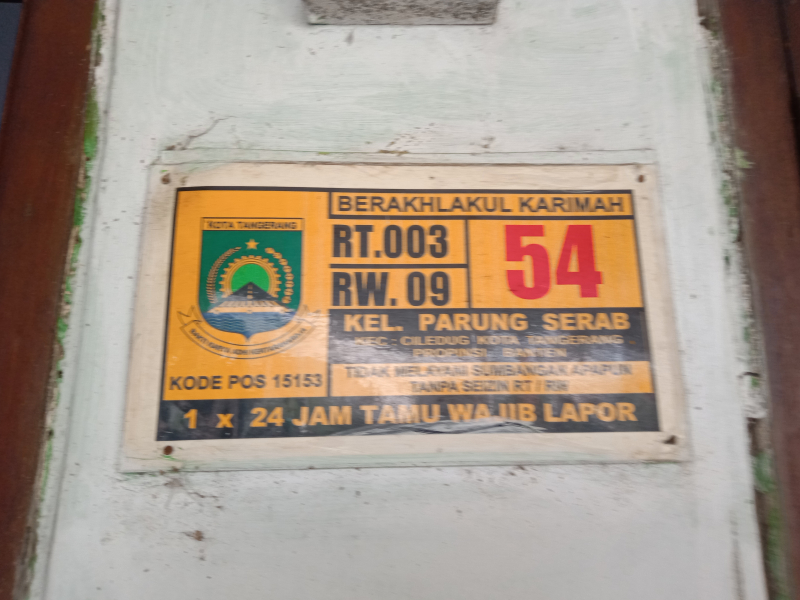 KOTA TANGERANG
KODE POS 15153
BERAKHLAKUL KARIMAH
RT.003
RW. 09
54
KEL. PARUNG SERAB
KEC. CILEDUG KOTA TANGERANG
PROPINSI BANTEN
TIDAK MELAYANI SUMBANGAK APAPUN
TANPA SEIZIN RT / RW
1 x 24 JAM TAMU WAJIB LAPOR